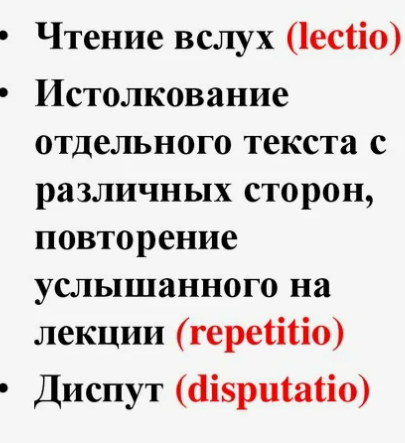 • Чтение вслух (lectio)
• Истолкование
отдельного текста с
различных сторон,
повторение
услышанного на
лекции (repetitio)
• Диспут (disputatio)